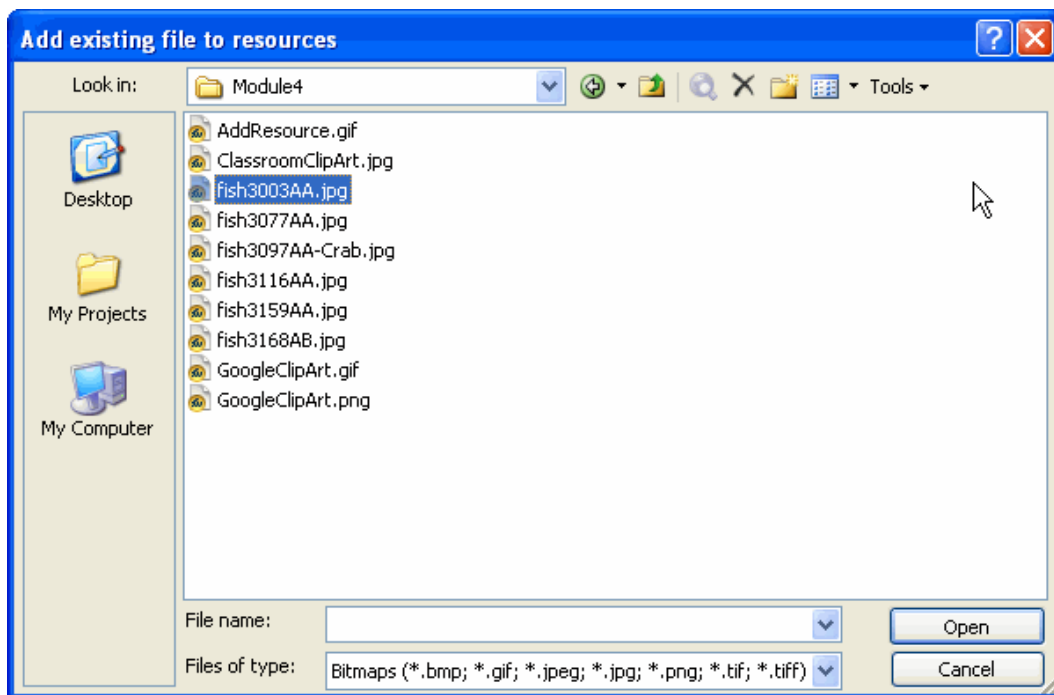 Add existing file to resources
Look in:
Module4
Tools
Desktop
My Projects
My Computer
AddResource.gif
ClassroomClipArt.jpg
fish3003AA.jpg
fish3077AA.jpg
fish3097AA-Crab.jpg
fish3116AA.jpg
fish3159AA.jpg
fish3168AB.jpg
GoogleClipArt.gif
GoogleClipArt.png
File name:
Open
Files of type:
Bitmaps (*.bmp; *.gif; *.jpeg; *.jpg; *.png; *.tif; *.tiff)
Cancel